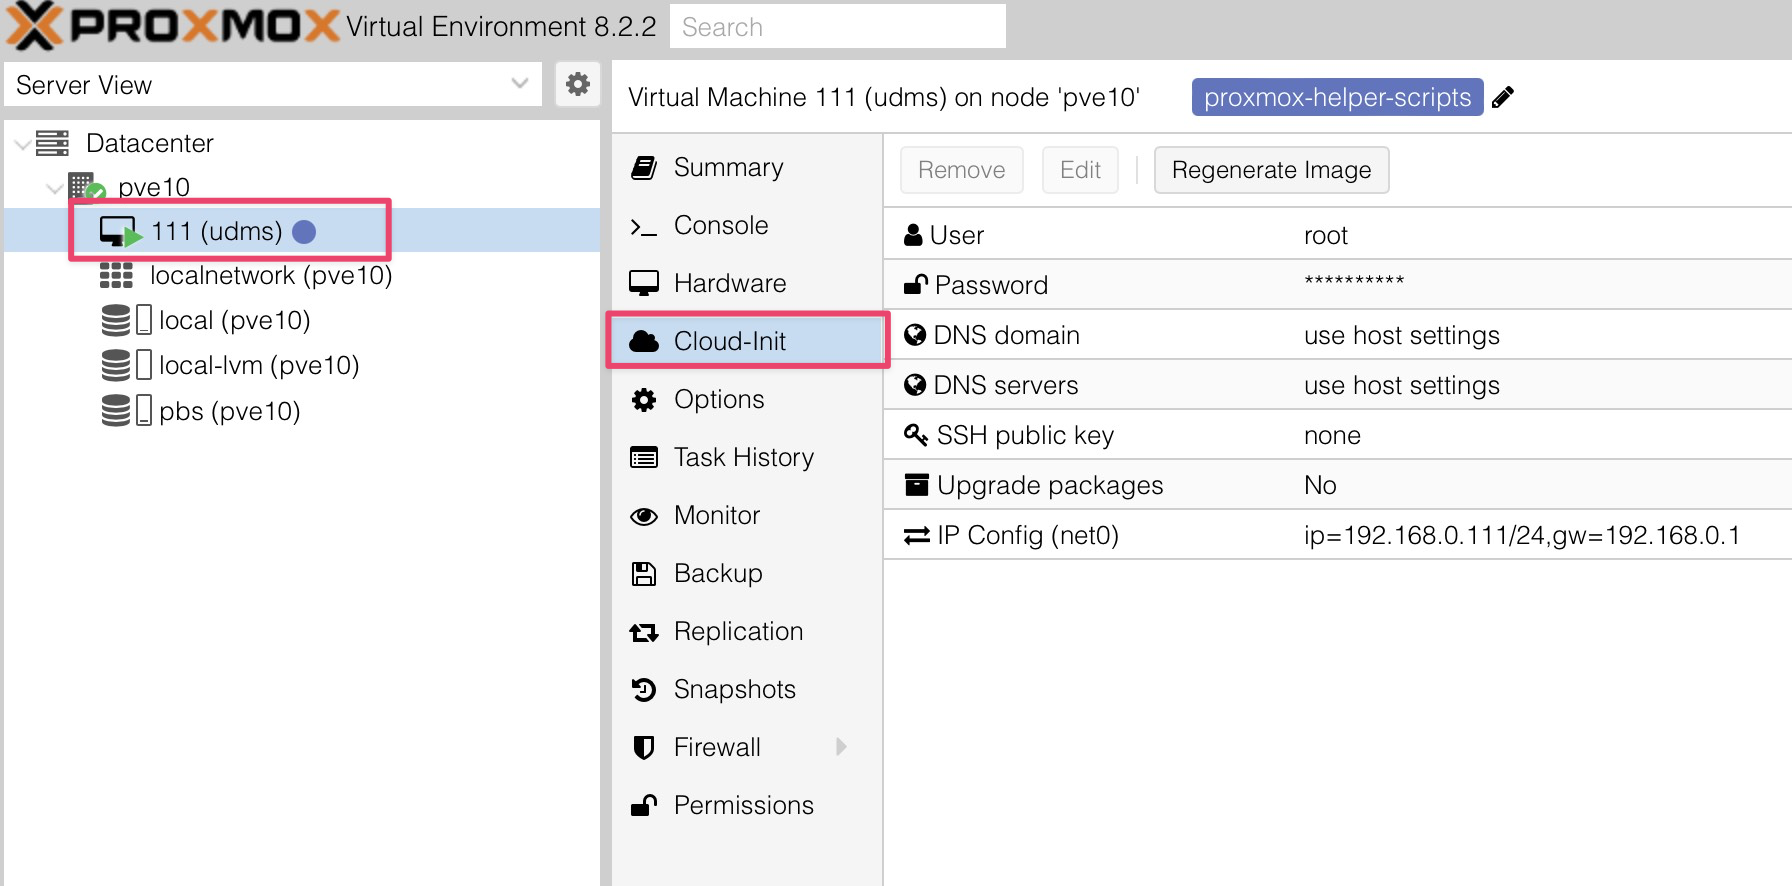 PROXMOX Virtual Environment 8.2.2 Search
Server View
Datacenter
pve10
111 (udms)
localnetwork (pve10)
local (pve10)
local-lvm (pve10)
pbs (pve10)
Virtual Machine 111 (udms) on node 'pve10' proxmox-helper-scripts
Summary
Console
Hardware
Cloud-Init
Options
Task History
Monitor
Backup
Replication
Snapshots
Firewall
Permissions
Remove Edit Regenerate Image
User root
Password **********
DNS domain use host settings
DNS servers use host settings
SSH public key none
Upgrade packages No
IP Config (net0) ip=192.168.0.111/24,gw=192.168.0.1